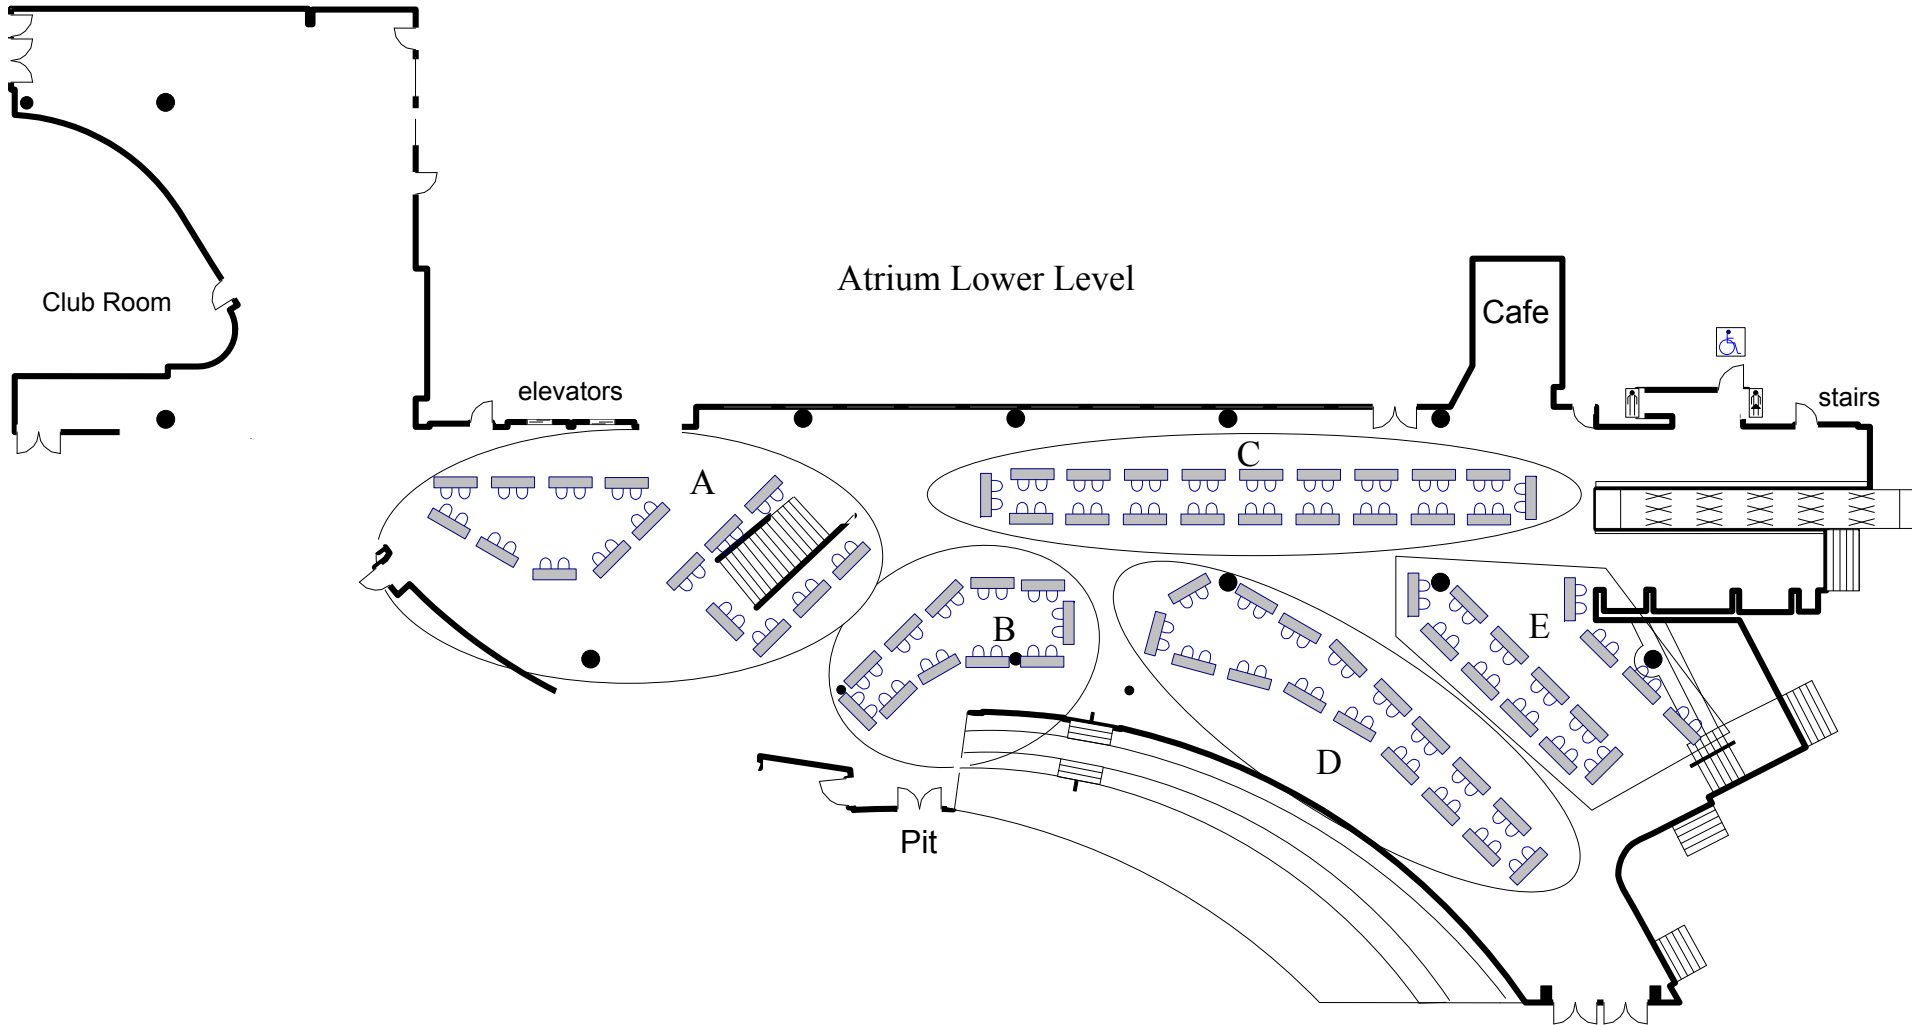 Atrium Lower Level
Club Room
Cafe
elevators
stairs
A
C
B
E
D
Pit